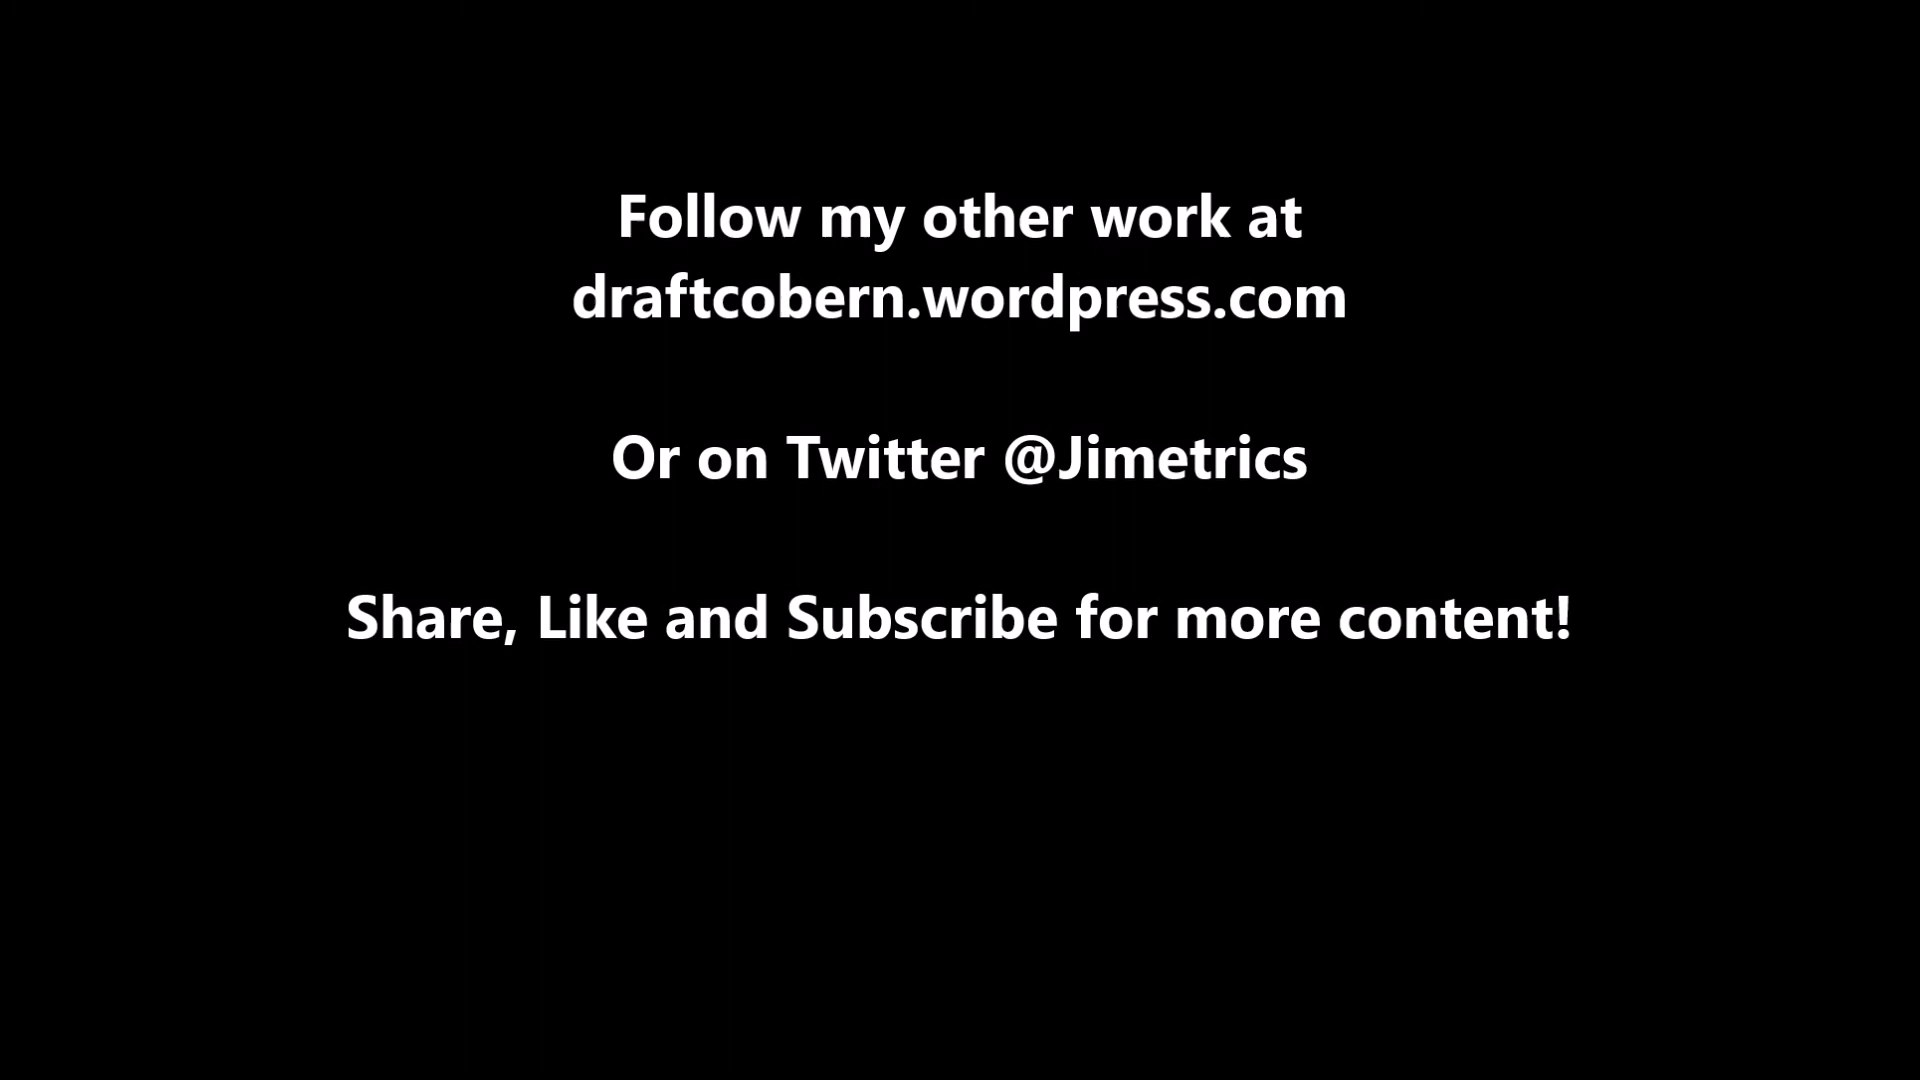 Follow my other work at
draftcobern.wordpress.com
Or on Twitter @Jimetrics
Share, Like and Subscribe for more content!